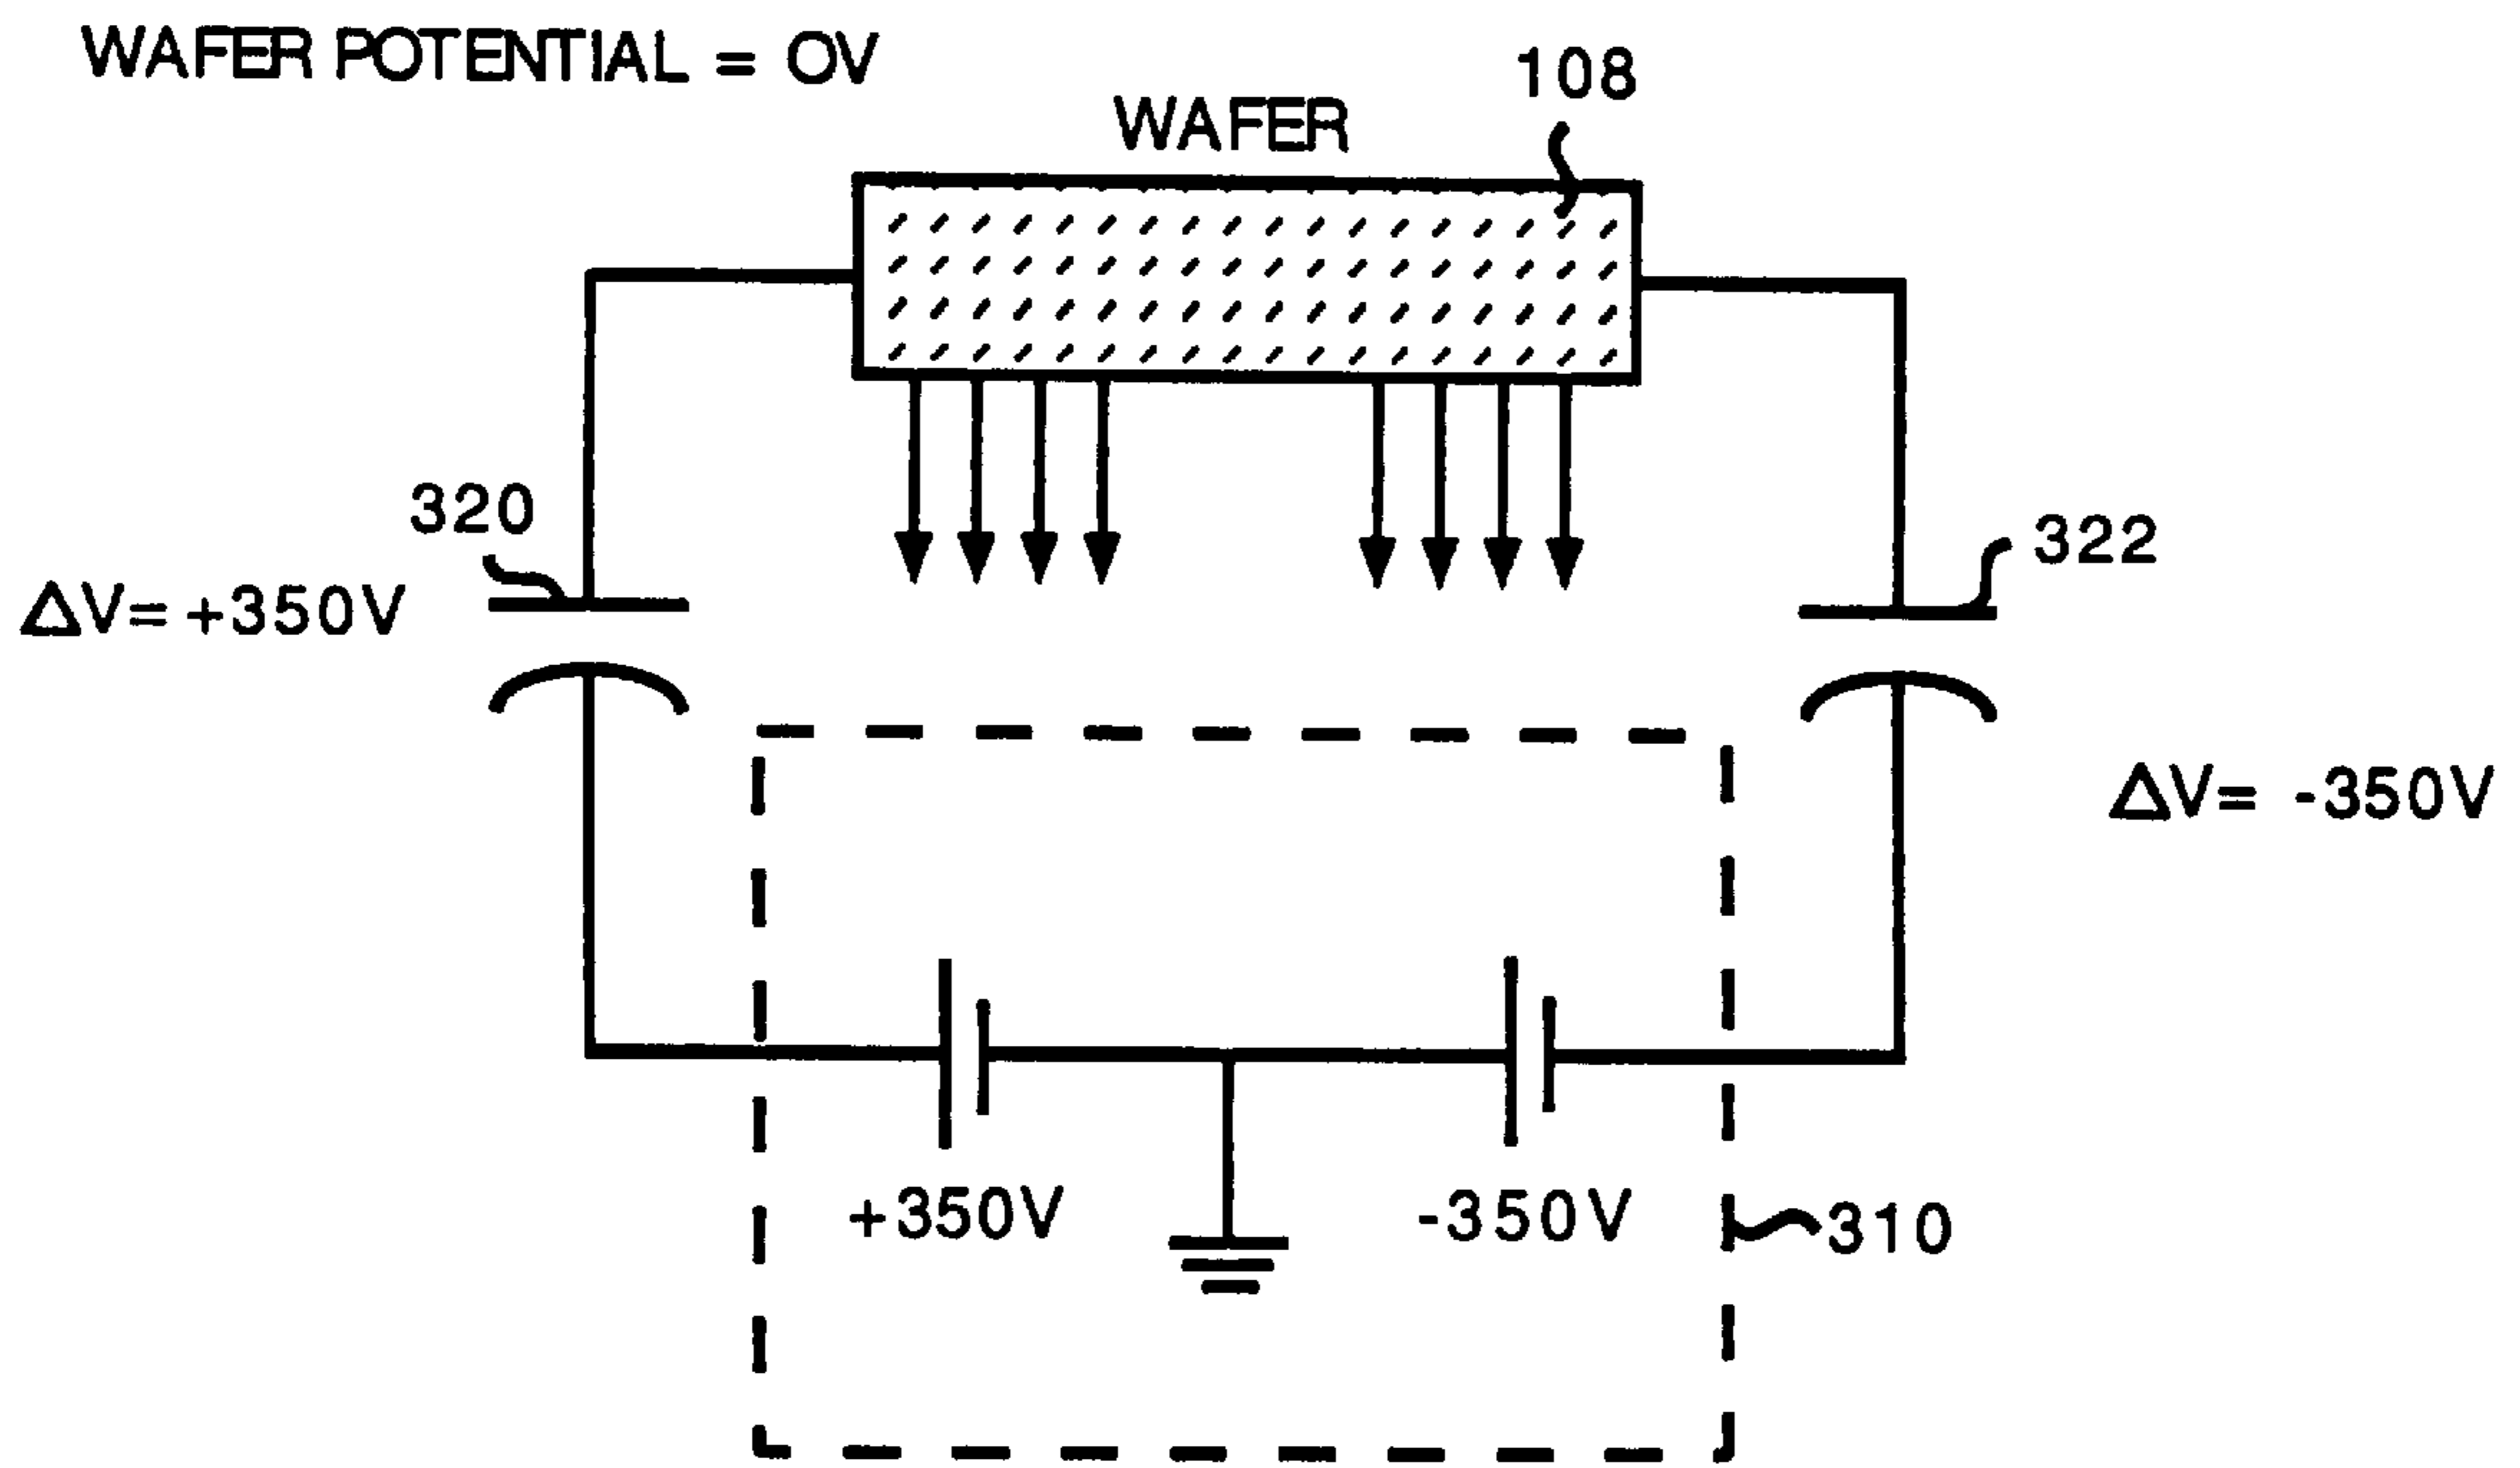 WAFER POTENTIAL = OV
108
WAFER
320
322
ΔV= +350V
ΔV= -350V
+350V
-350V
310